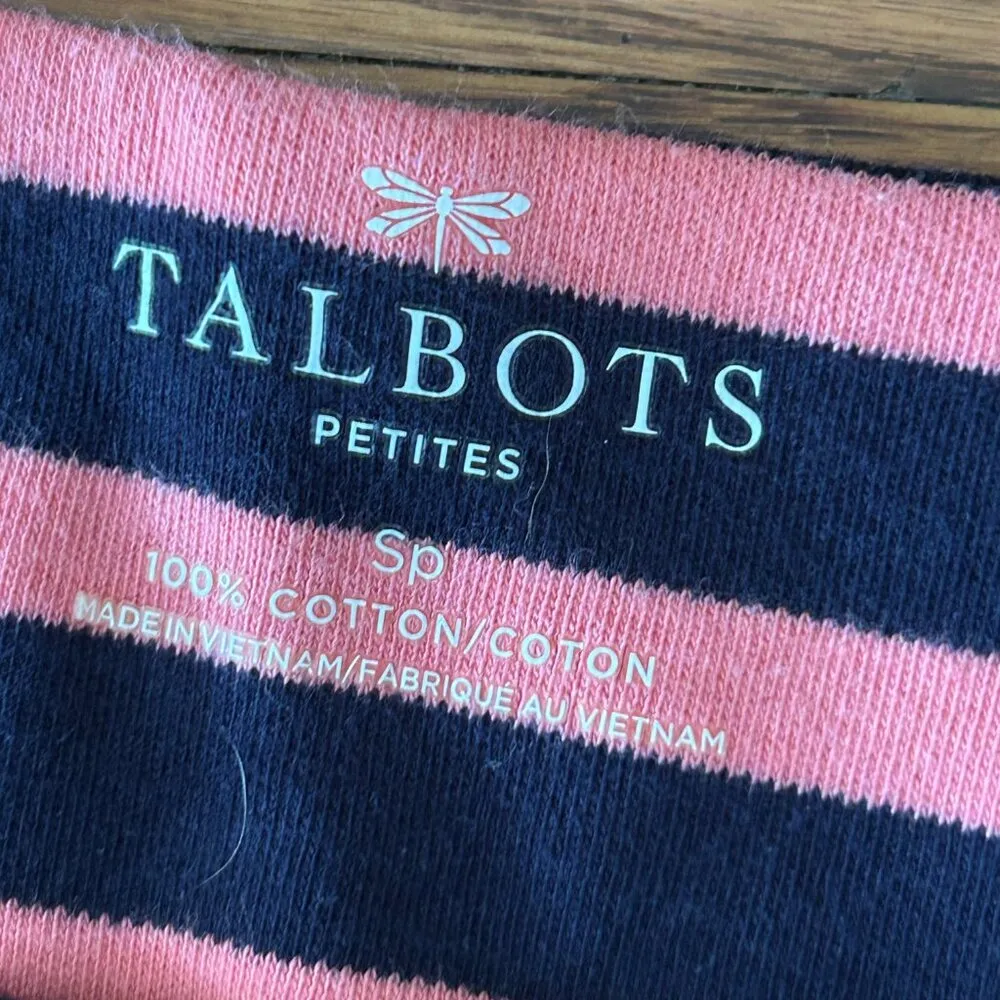 TALBOTS
PETITES
Sp
100% COTTON/COTON
MADE IN VIETNAM/FABRIQUÉ AU VIETNAM